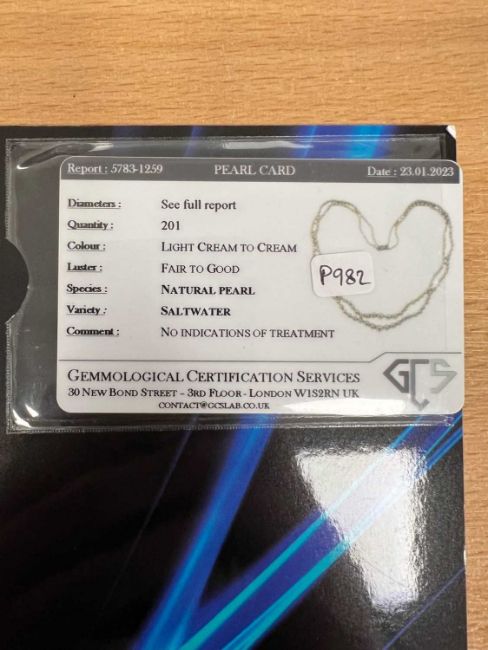 Report : 5783-1259 PEARL CARD Date : 23.01.2023
Diameters : See full report
Quantity : 201
Colour : LIGHT CREAM TO CREAM
Luster : FAIR TO GOOD
Species : NATURAL PEARL
Variety : SALTWATER
Comment : NO INDICATIONS OF TREATMENT
P982
GEMMOLOGICAL CERTIFICATION SERVICES
30 NEW BOND STREET – 3RD FLOOR- LONDON W1S2RN UK
CONTACT@GCSLAB.CO.UK
GCS